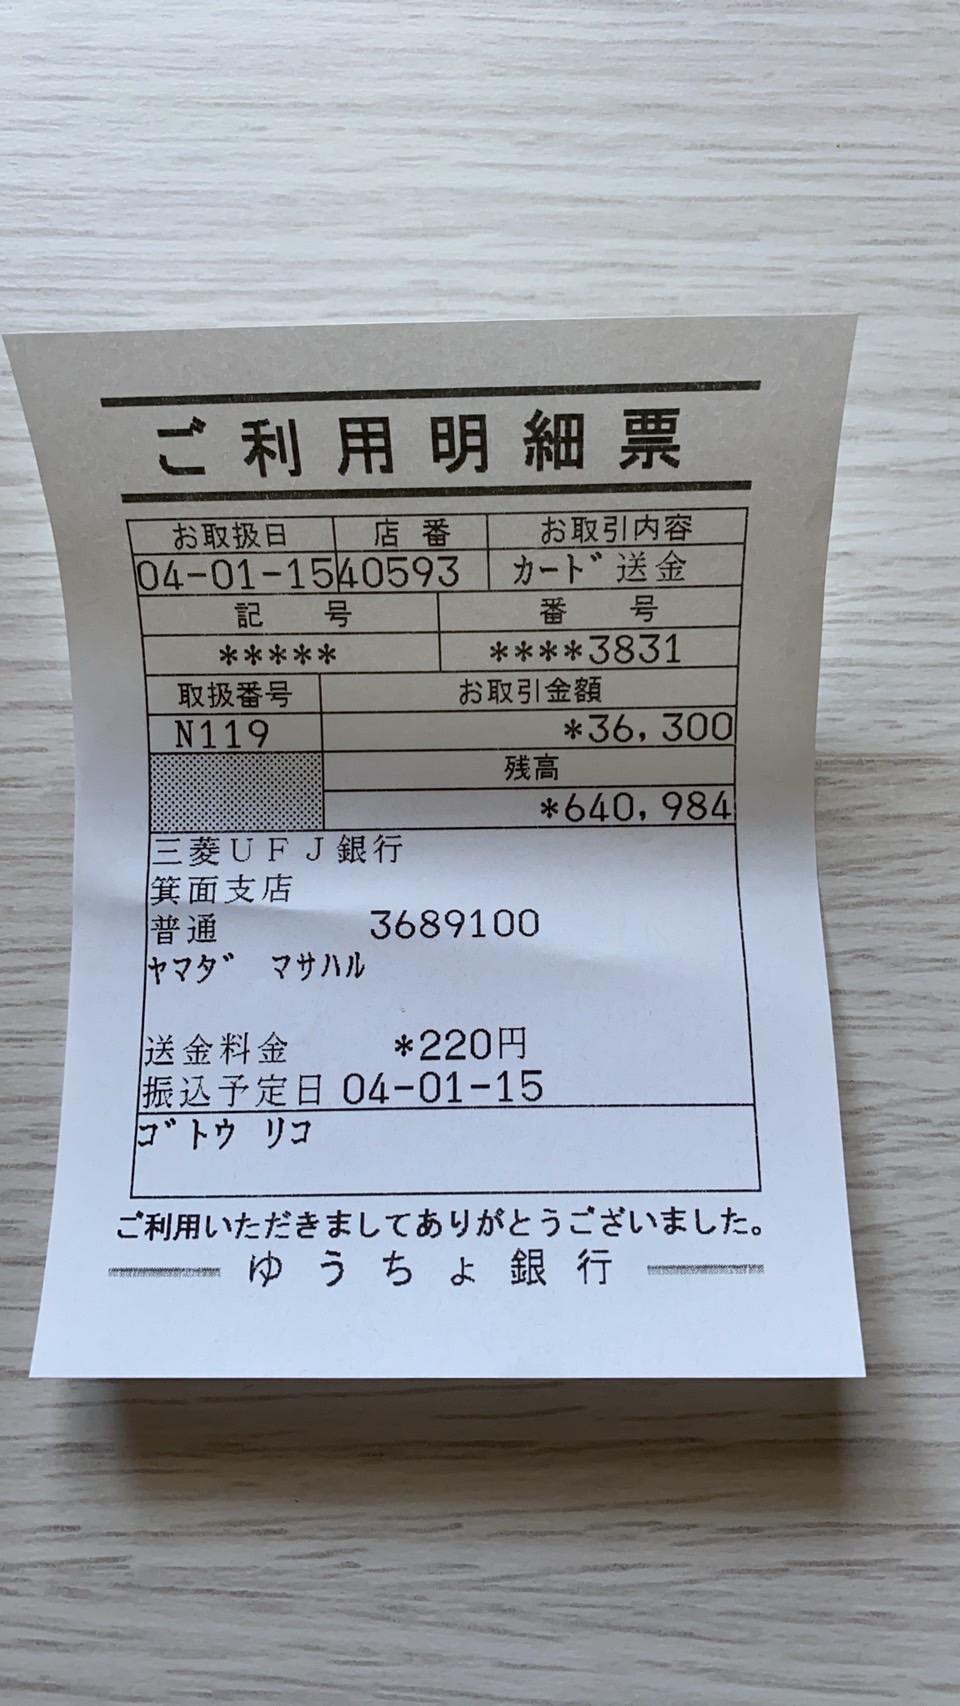 ご利用明細票
お取扱日 店番 お取引内容
04-01-15 40593 カード送金
記号 番号
***** ****3831
取扱番号 お取引金額
N119 *36,300
残高
*640,984
三菱UFJ銀行
箕面支店
普通 3689100
ヤマダ マサハル
送金料金 *220円
振込予定日 04-01-15
ゴトウ リコ
ご利用いただきましてありがとうございました。
ゆうちょ銀行